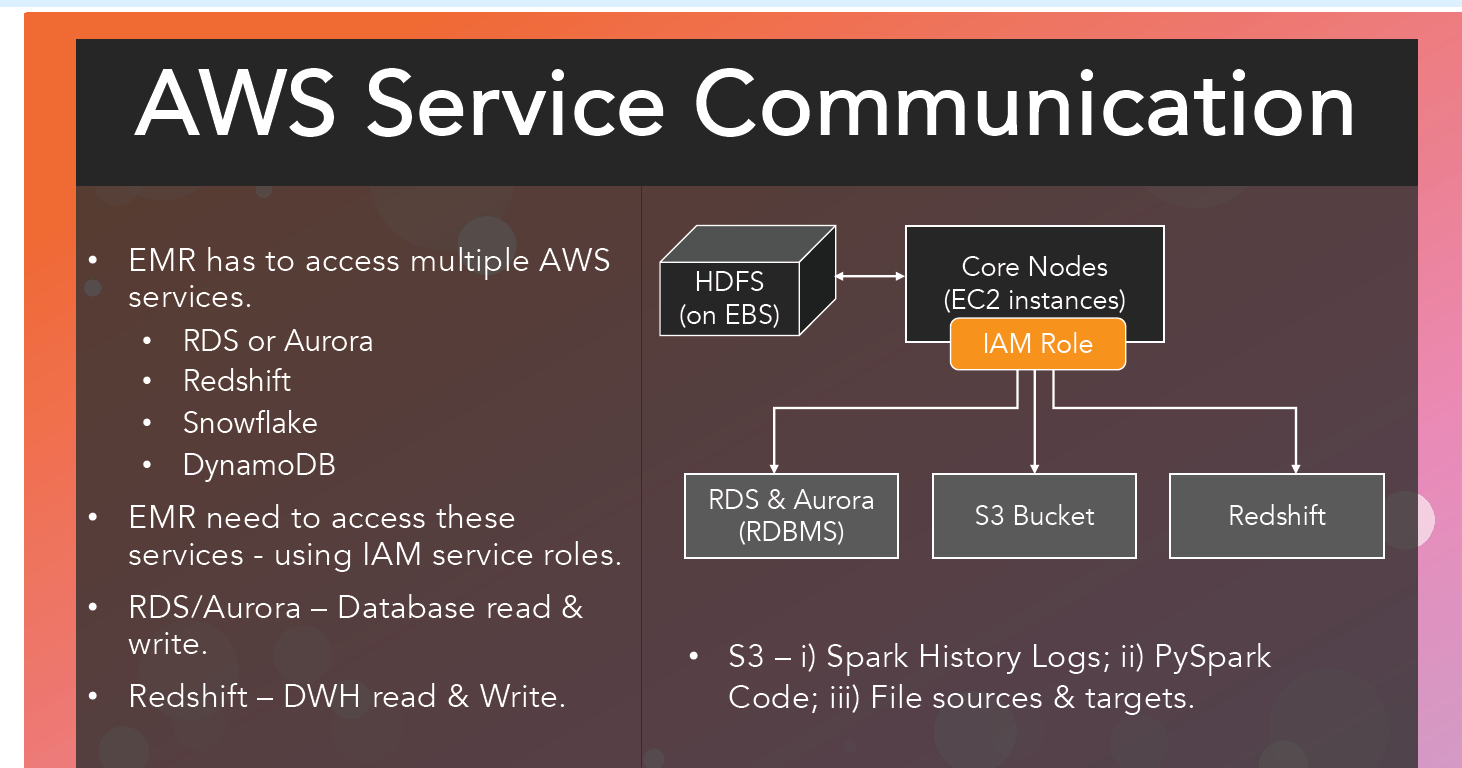 AWS Service Communication
• EMR has to access multiple AWS
services.
• RDS or Aurora
• Redshift
• Snowflake
• DynamoDB
• EMR need to access these
services - using IAM service roles.
• RDS/Aurora – Database read &
write.
• Redshift – DWH read & Write.
HDFS
(on EBS)
Core Nodes
(EC2 instances)
IAM Role
RDS & Aurora
(RDBMS)
S3 Bucket
Redshift
• S3 – i) Spark History Logs; ii) PySpark
Code; iii) File sources & targets.